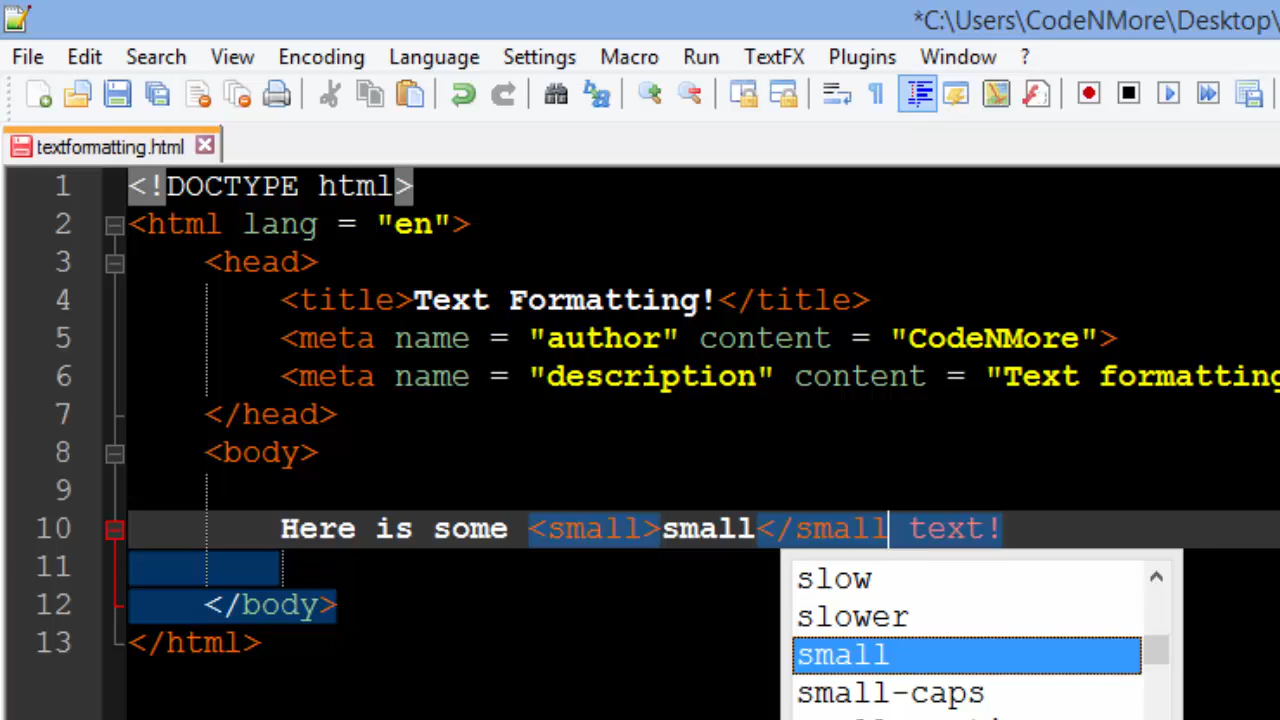 *C:\Users\CodeNMore\Desktop\
File Edit Search View Encoding Language Settings Macro Run TextFX Plugins Window ?
textformatting.html
1 <!DOCTYPE html>
2 <html lang = "en">
3 <head>
4 <title>Text Formatting!</title>
5 <meta name = "author" content = "CodeNMore">
6 <meta name = "description" content = "Text formatting
7 </head>
8 <body>
9
10 Here is some <small>small</small text!
11
12 </body>
13 </html>
slow
slower
small
small-caps